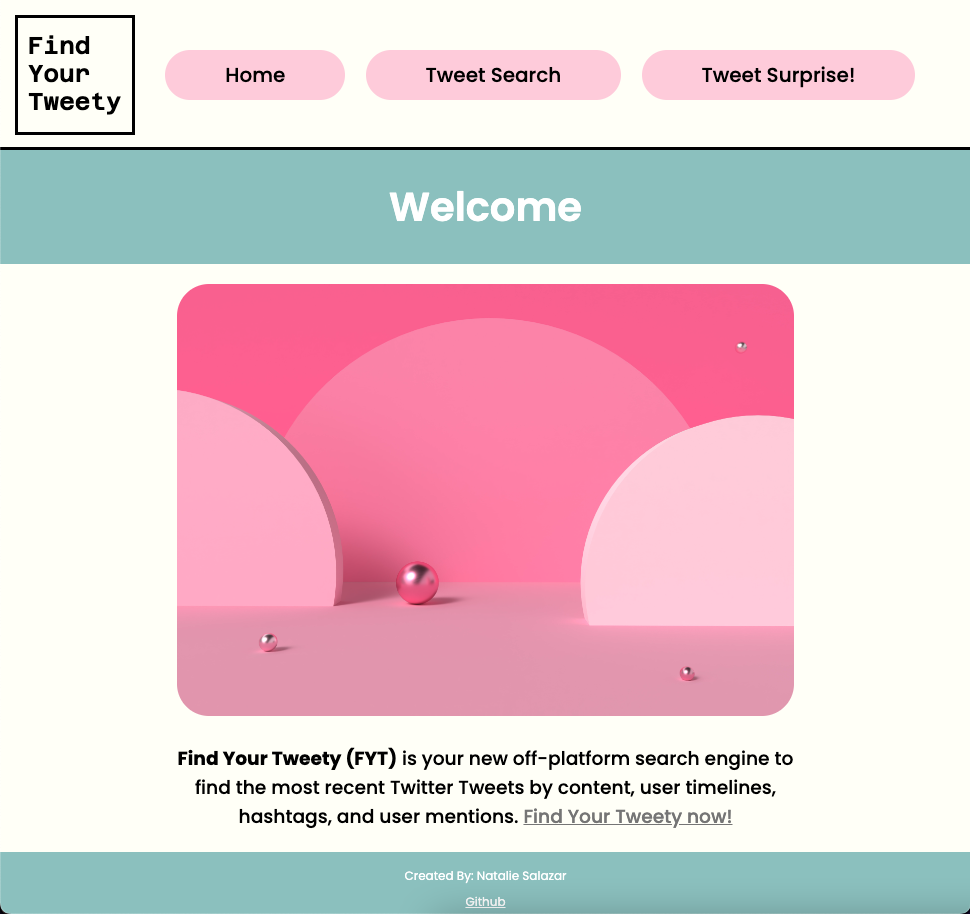 Find
Your
Tweety
Home
Tweet Search
Tweet Surprise!
Welcome
Find Your Tweety (FYT) is your new off-platform search engine to
find the most recent Twitter Tweets by content, user timelines,
hashtags, and user mentions. Find Your Tweety now!
Created By: Natalie Salazar
Github